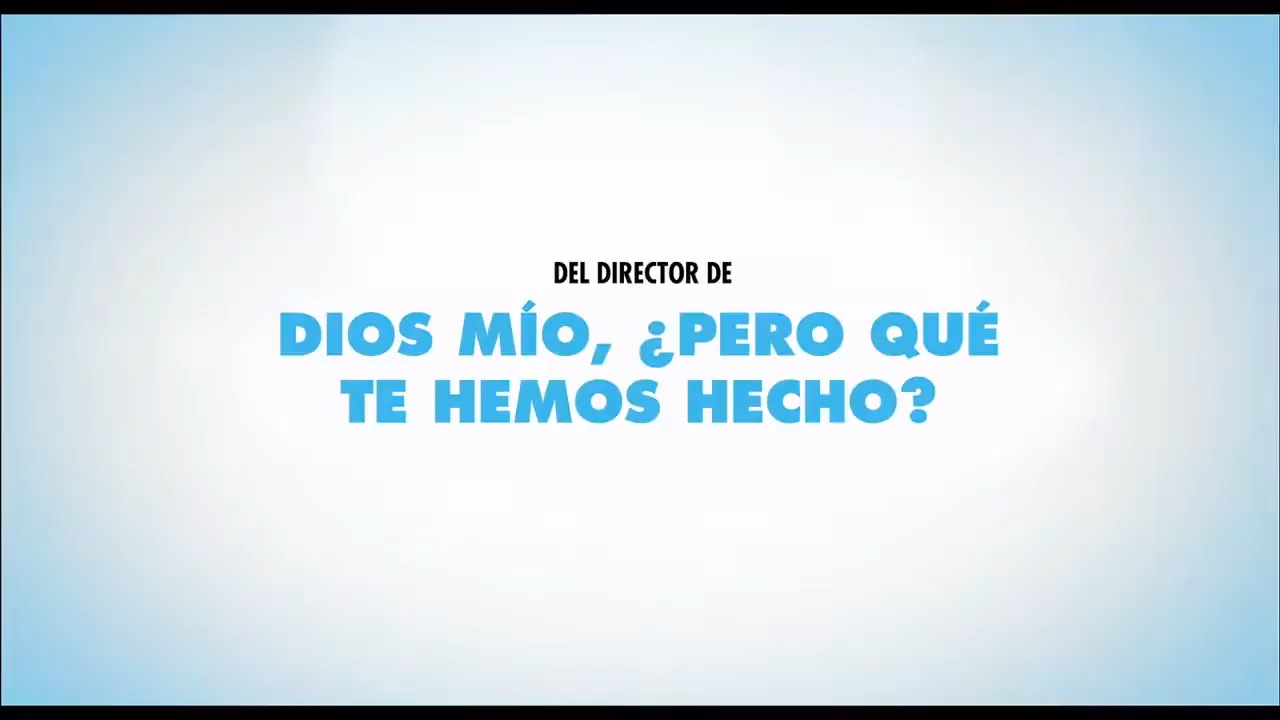 DEL DIRECTOR DE
DIOS MÍO, ¿PERO QUÉ
TE HEMOS HECHO?